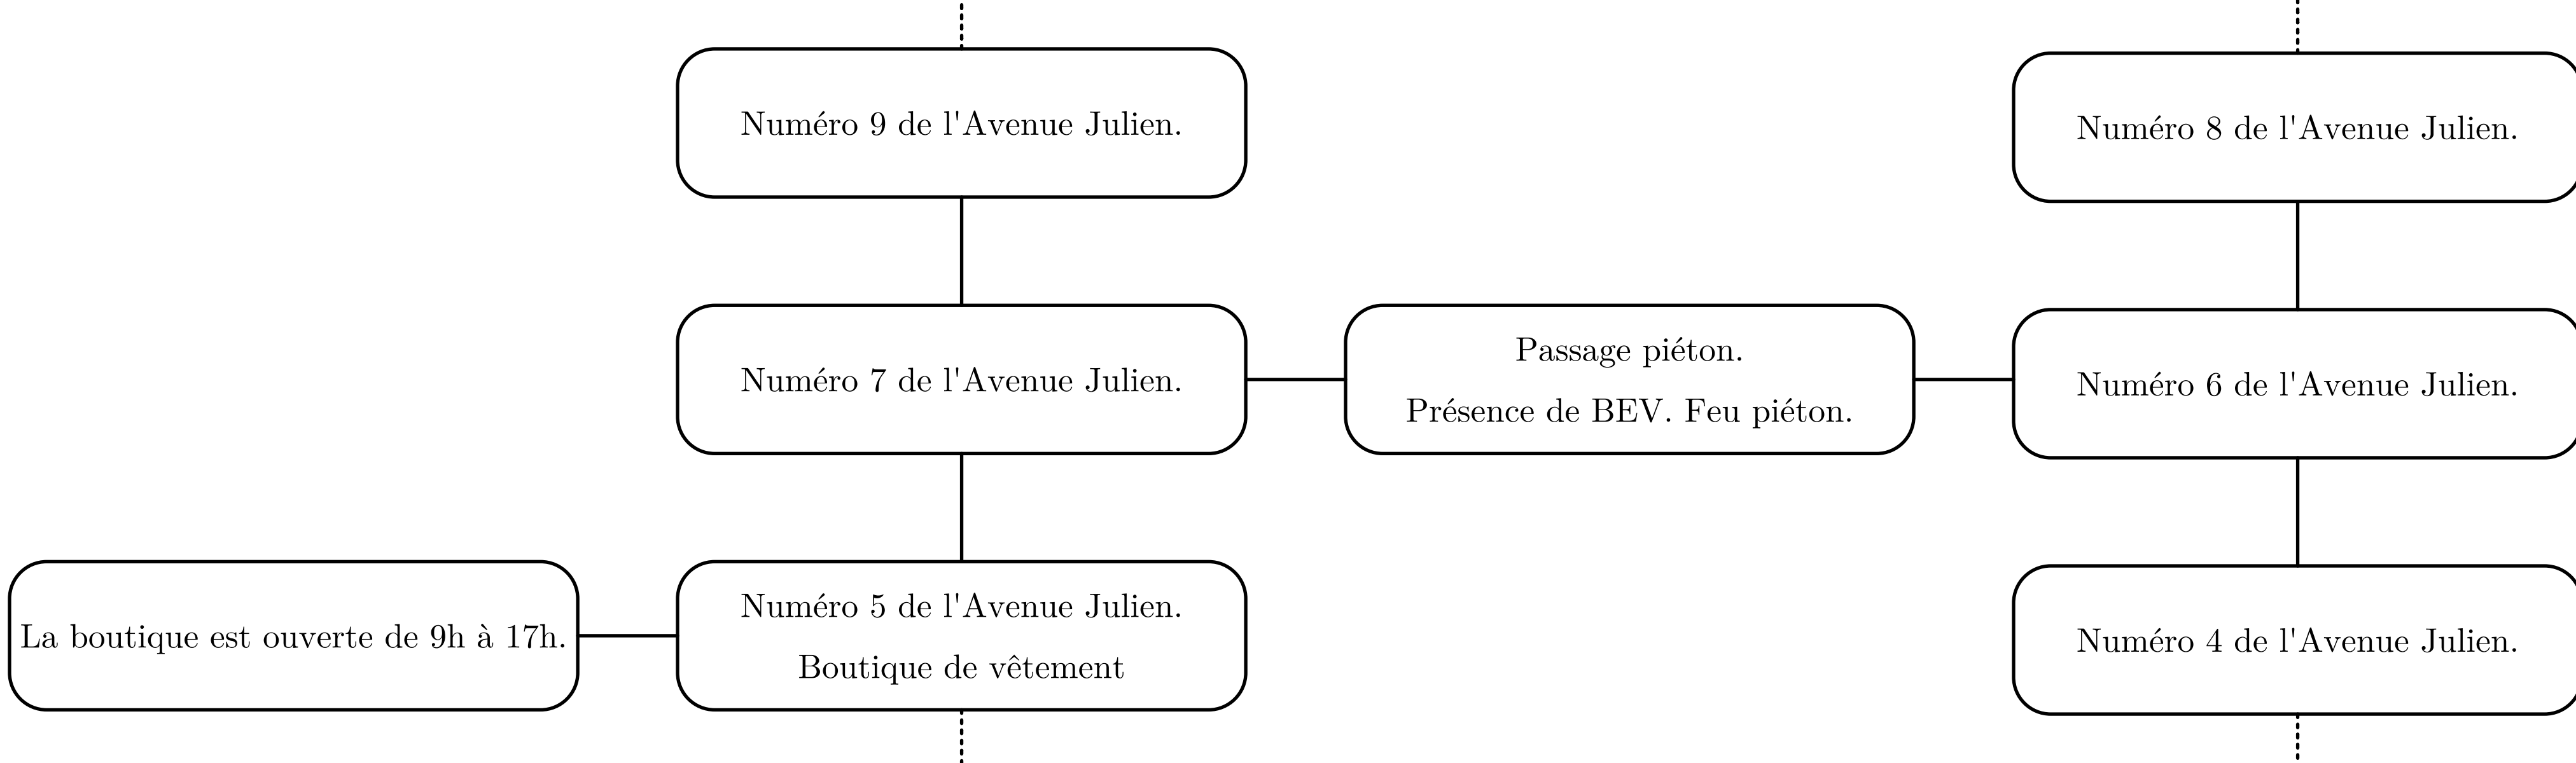 Numéro 9 de l'Avenue Julien.
Numéro 8 de l'Avenue Julien.
Numéro 7 de l'Avenue Julien.
Passage piéton.
Présence de BEV. Feu piéton.
Numéro 6 de l'Avenue Julien.
La boutique est ouverte de 9h à 17h.
Numéro 5 de l'Avenue Julien.
Boutique de vêtement
Numéro 4 de l'Avenue Julien.